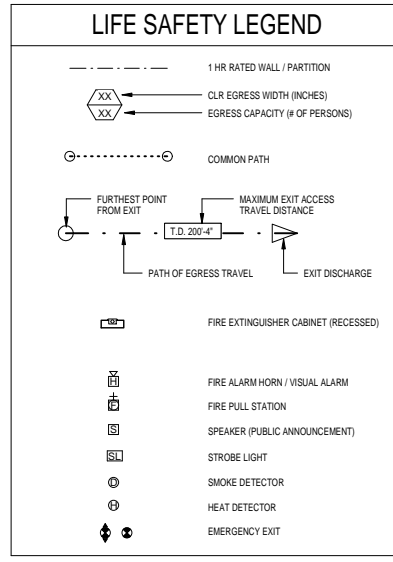 LIFE SAFETY LEGEND
1 HR RATED WALL / PARTITION
XX
CLR EGRESS WIDTH (INCHES)
XX
EGRESS CAPACITY (# OF PERSONS)
COMMON PATH
FURTHEST POINT
FROM EXIT
MAXIMUM EXIT ACCESS
TRAVEL DISTANCE
T.D. 200'-4"
PATH OF EGRESS TRAVEL
EXIT DISCHARGE
FIRE EXTINGUISHER CABINET (RECESSED)
H
FIRE ALARM HORN / VISUAL ALARM
F
FIRE PULL STATION
S
SPEAKER (PUBLIC ANNOUNCEMENT)
SL
STROBE LIGHT
D
SMOKE DETECTOR
H
HEAT DETECTOR
EMERGENCY EXIT